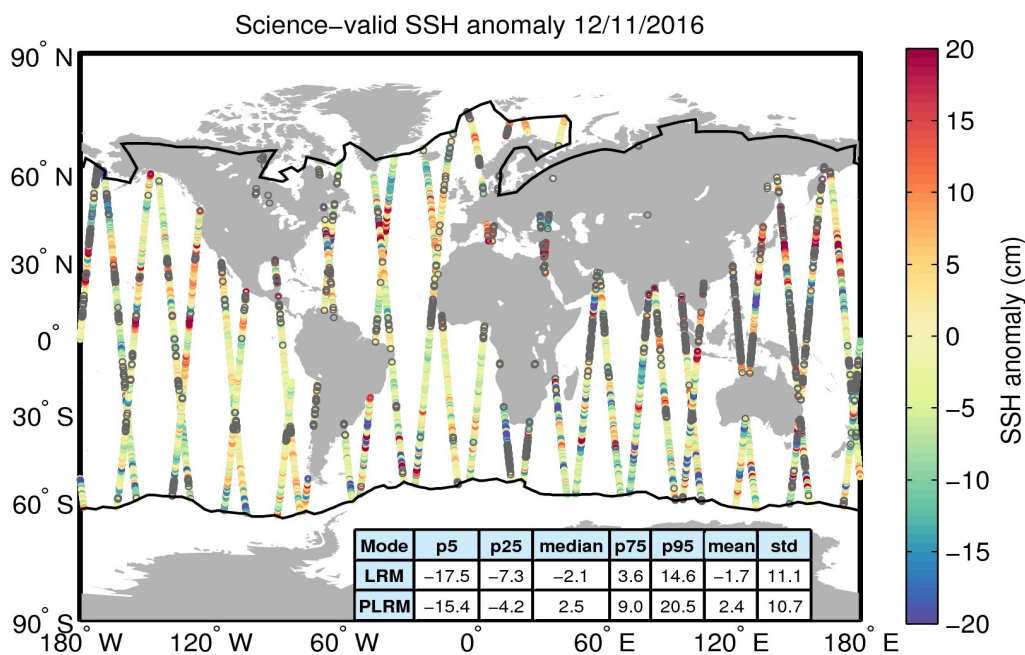 Science−valid SSH anomaly 12/11/2016
90° N
60° N
30° N
0°
30° S
60° S
90° S
180° W
120° W
60° W
0°
60° E
120° E
180° E
Mode p5 p25 median p75 p95 mean std
LRM −17.5 −7.3 −2.1 3.6 14.6 −1.7 11.1
PLRM −15.4 −4.2 2.5 9.0 20.5 2.4 10.7
20
15
10
5
0
−5
−10
−15
−20
SSH anomaly (cm)